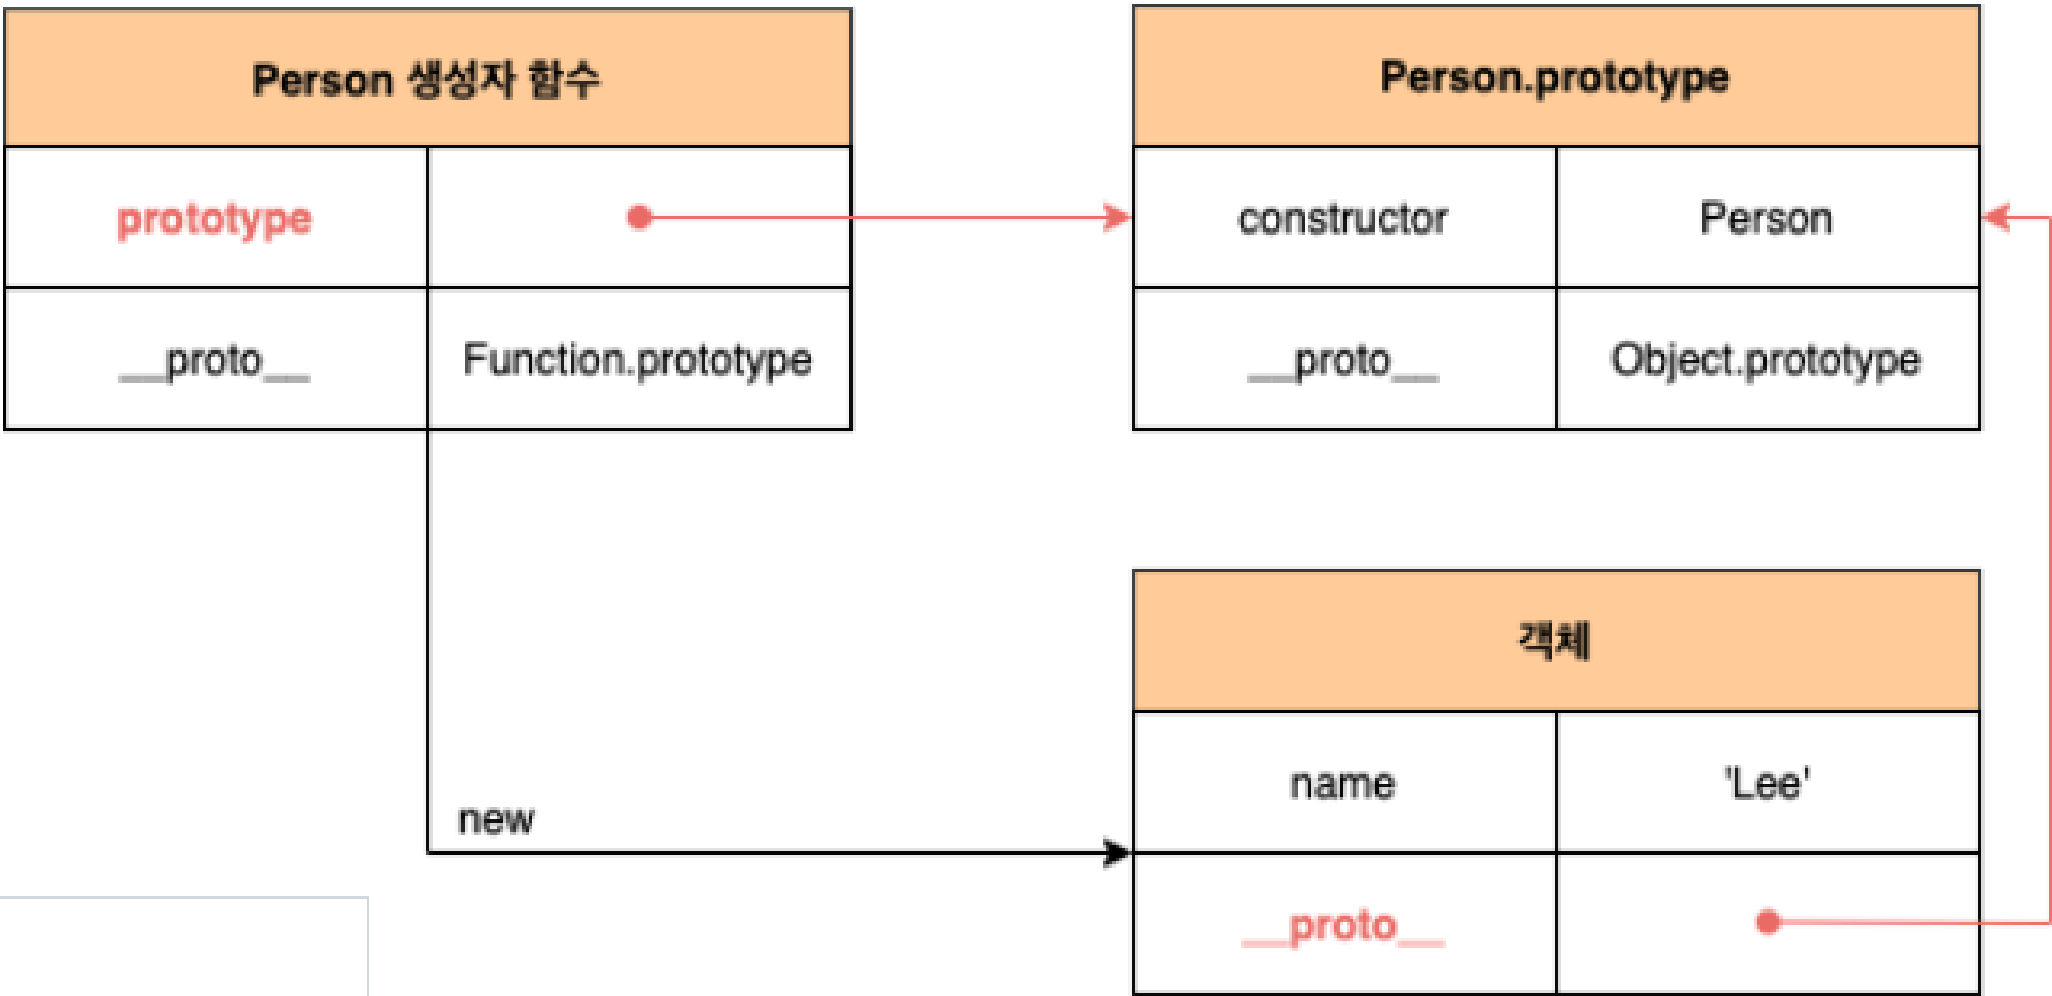 Person 생성자 함수
prototype
__proto__ Function.prototype
Person.prototype
constructor Person
__proto__ Object.prototype
new
객체
name 'Lee'
__proto__